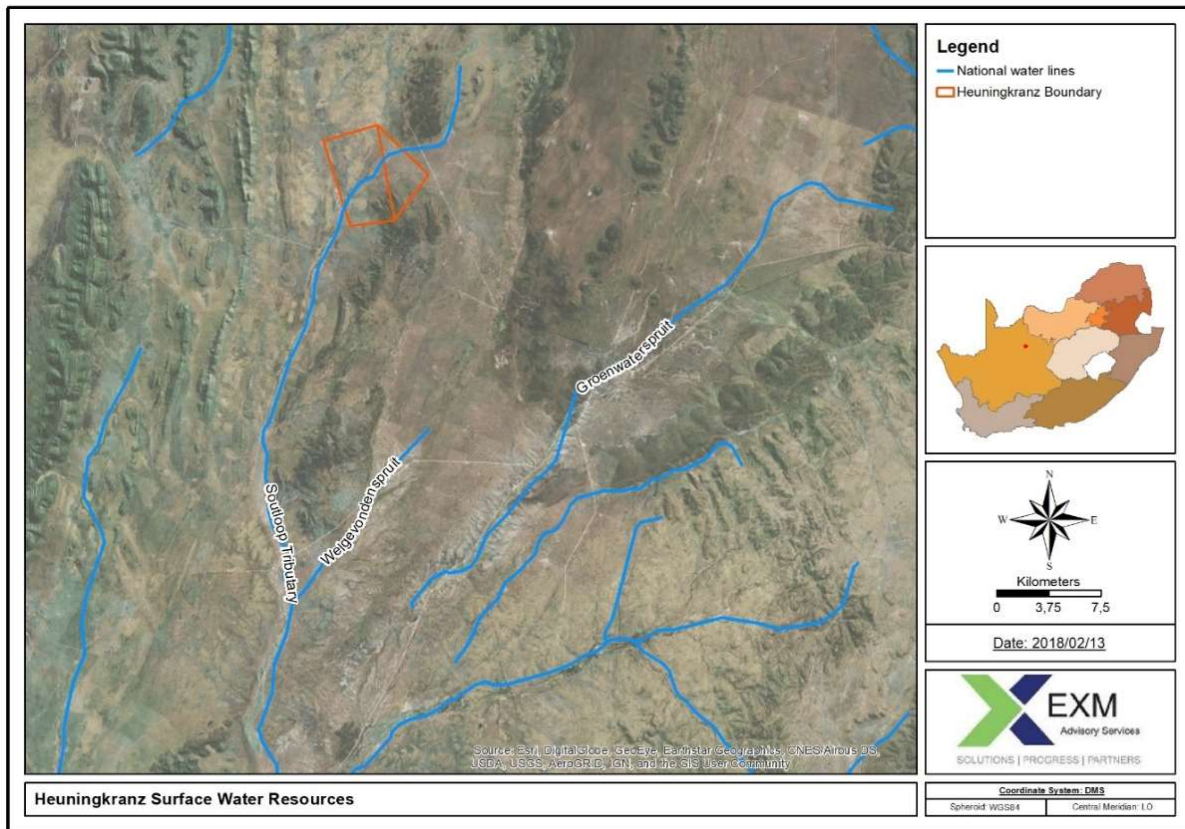 Legend
National water lines
Heuningkranz Boundary
Groenwaterspruit
Welgevondenspruit
Soutloop Tributary
N
W
E
S
Kilometers
0 3,75 7,5
Date: 2018/02/13
EXM
Advisory Services
SOLUTIONS | PROGRESS | PARTNERS
Source: Esri, DigitalGlobe, GeoEye, Earthstar Geographics, CNES/Airbus DS,
USDA, USGS, AeroGRID, IGN, and the GIS User Community
Heuningkranz Surface Water Resources
Coordinate System: DMS
Spheroid: WGS84
Central Meridian: LO